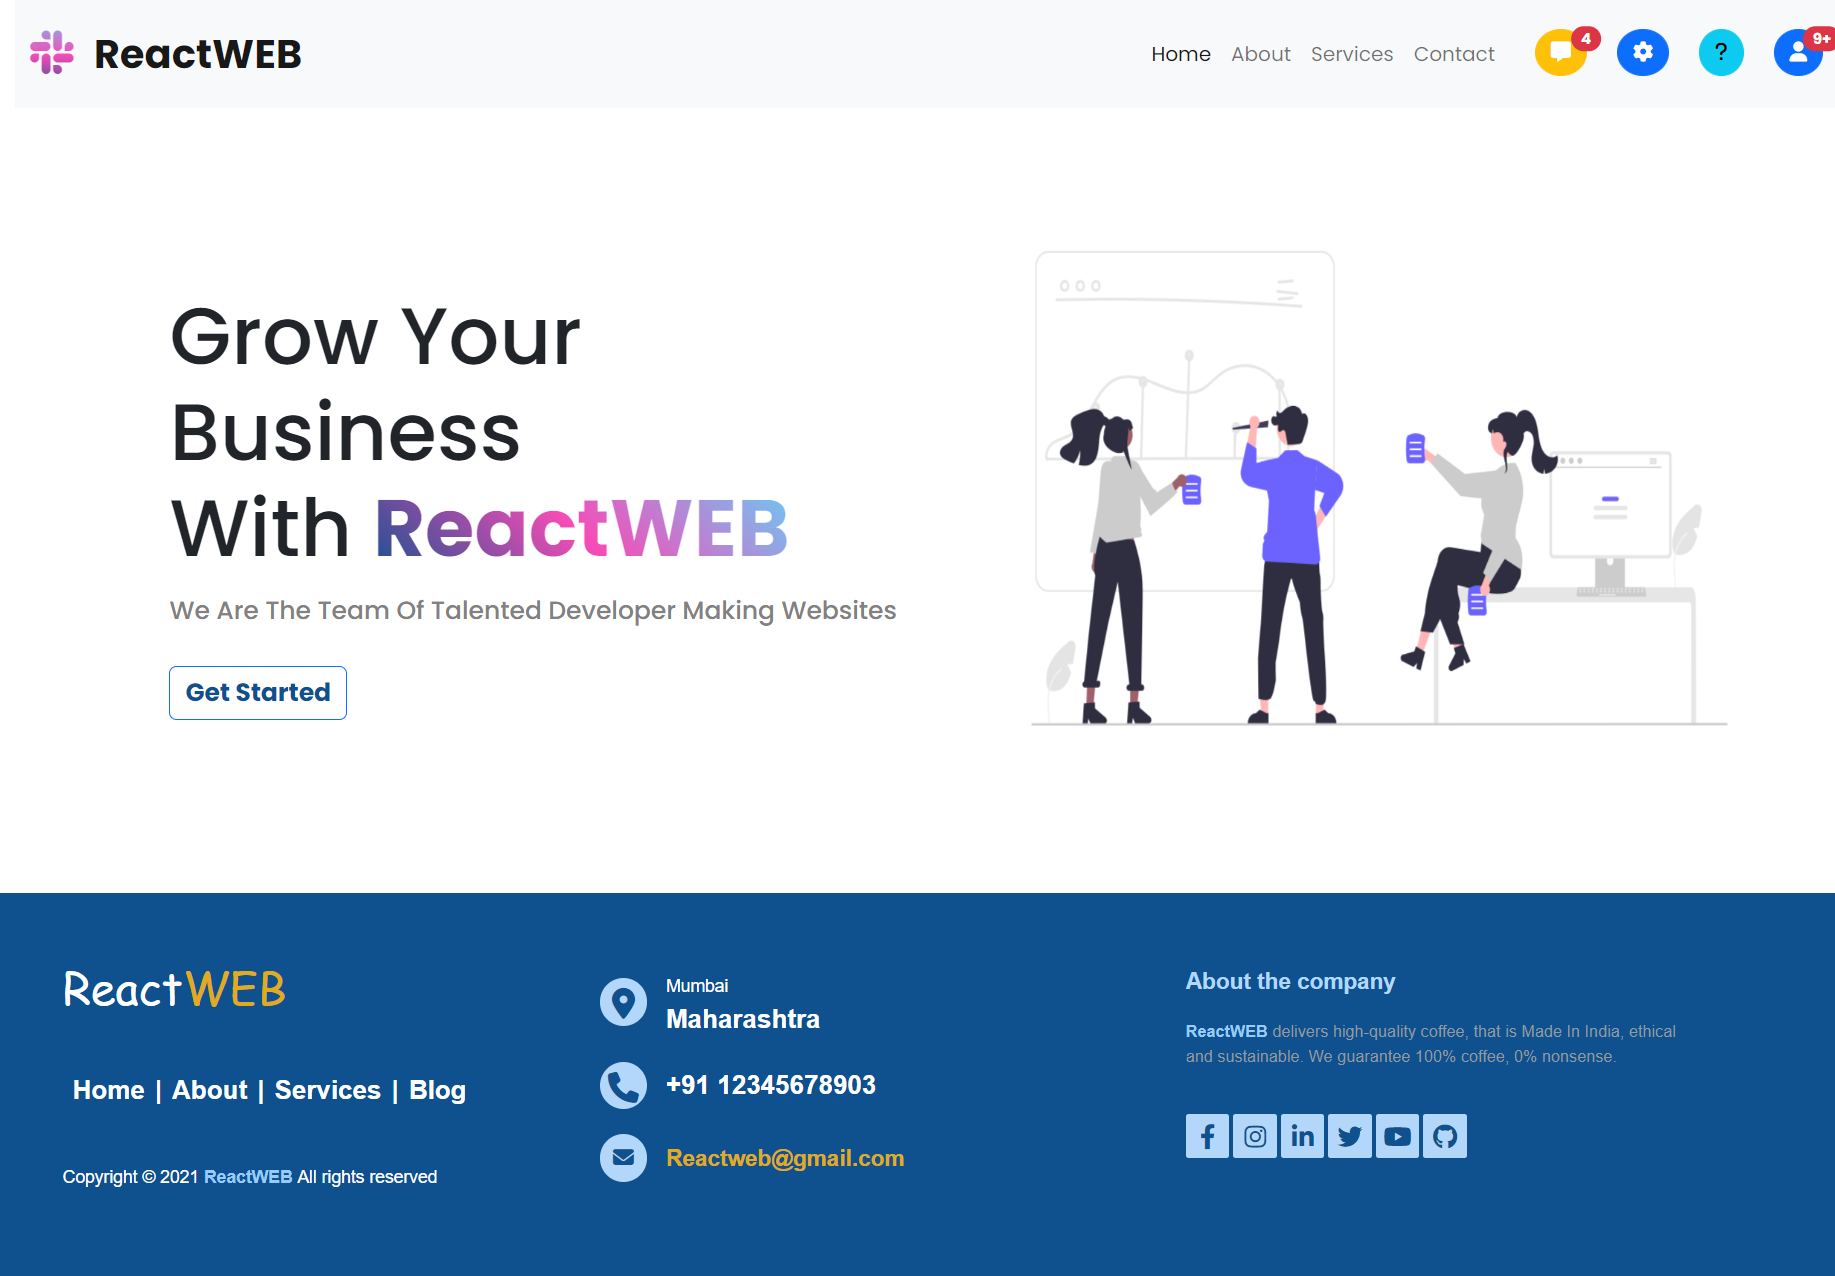 ReactWEB
Home About Services Contact 4 ? 9+
Grow Your
Business
With ReactWEB
We Are The Team Of Talented Developer Making Websites
Get Started
ReactWEB
Home | About | Services | Blog
Copyright © 2021 ReactWEB All rights reserved
Mumbai
Maharashtra
+91 12345678903
Reactweb@gmail.com
About the company
ReactWEB delivers high-quality coffee, that is Made In India, ethical
and sustainable. We guarantee 100% coffee, 0% nonsense.